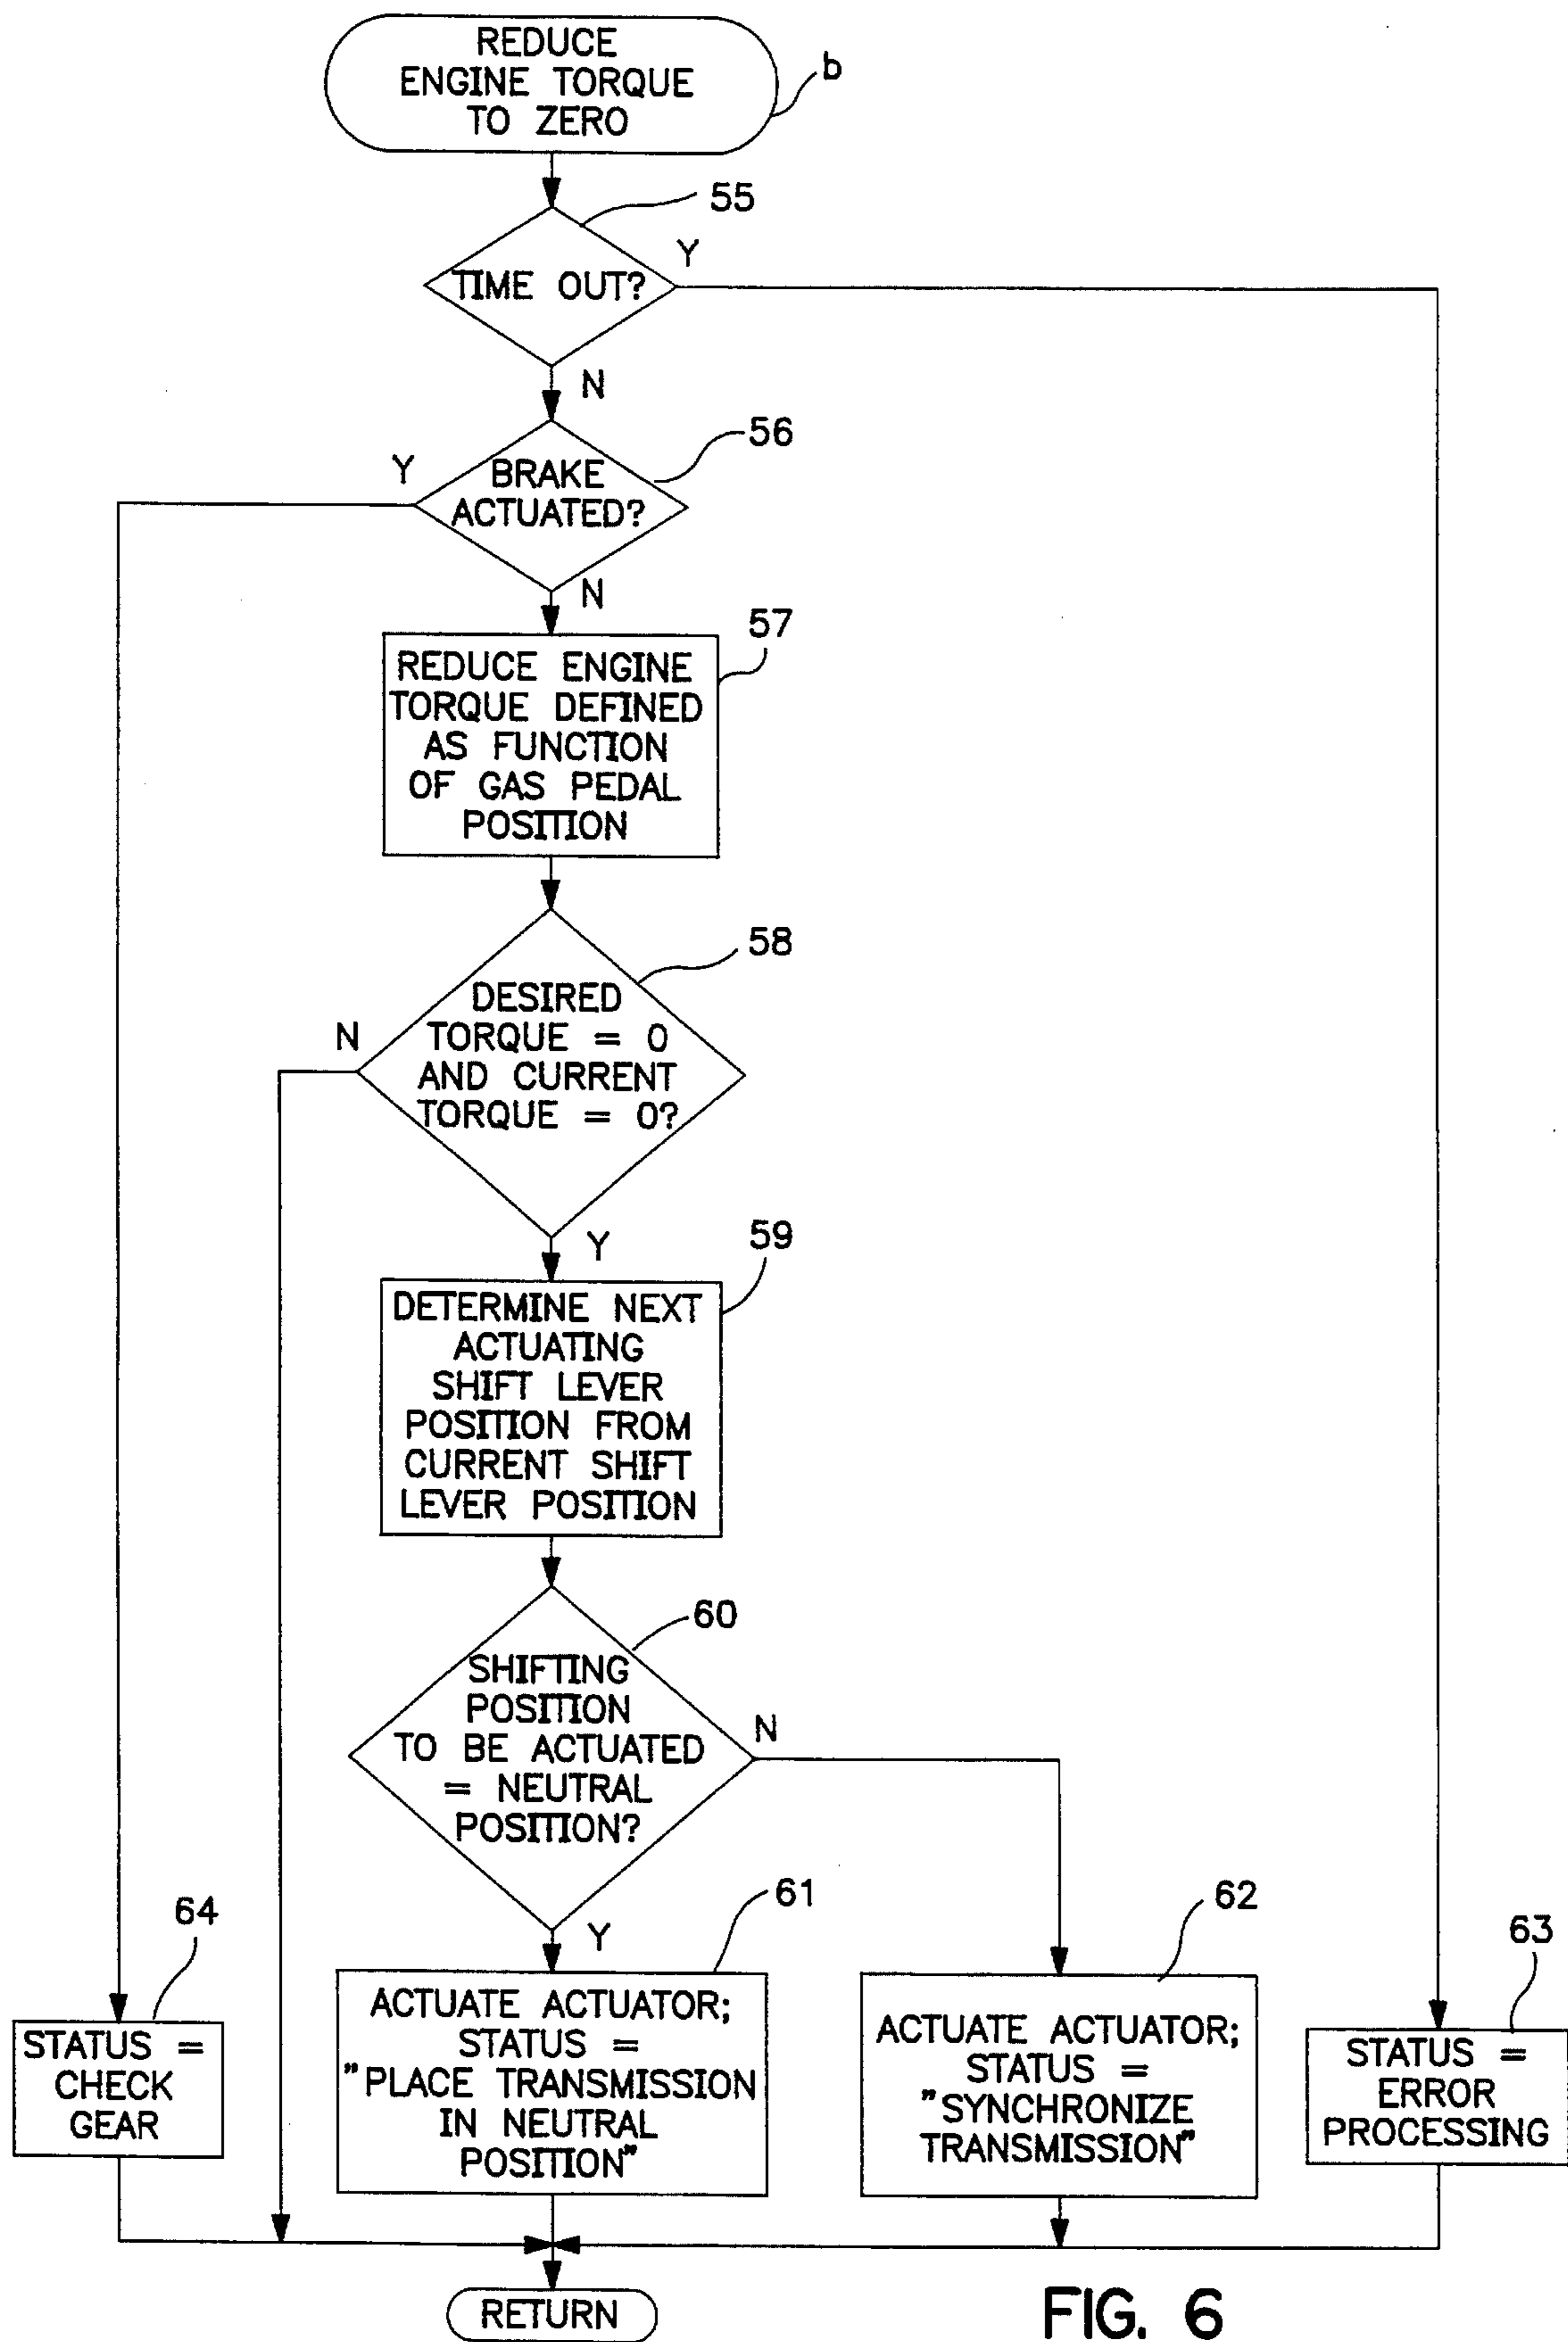 REDUCE
ENGINE TORQUE
TO ZERO
b
55
TIME OUT?
Y
N
56
Y
BRAKE
ACTUATED?
N
57
REDUCE ENGINE
TORQUE DEFINED
AS FUNCTION
OF GAS PEDAL
POSITION
58
N
DESIRED
TORQUE = 0
AND CURRENT
TORQUE = 0?
Y
59
DETERMINE NEXT
ACTUATING
SHIFT LEVER
POSITION FROM
CURRENT SHIFT
LEVER POSITION
60
SHIFTING
POSITION
TO BE ACTUATED
= NEUTRAL
POSITION?
N
Y
64
STATUS =
CHECK
GEAR
61
ACTUATE ACTUATOR;
STATUS =
"PLACE TRANSMISSION
IN NEUTRAL
POSITION"
62
ACTUATE ACTUATOR;
STATUS =
"SYNCHRONIZE
TRANSMISSION"
63
STATUS =
ERROR
PROCESSING
RETURN
FIG. 6